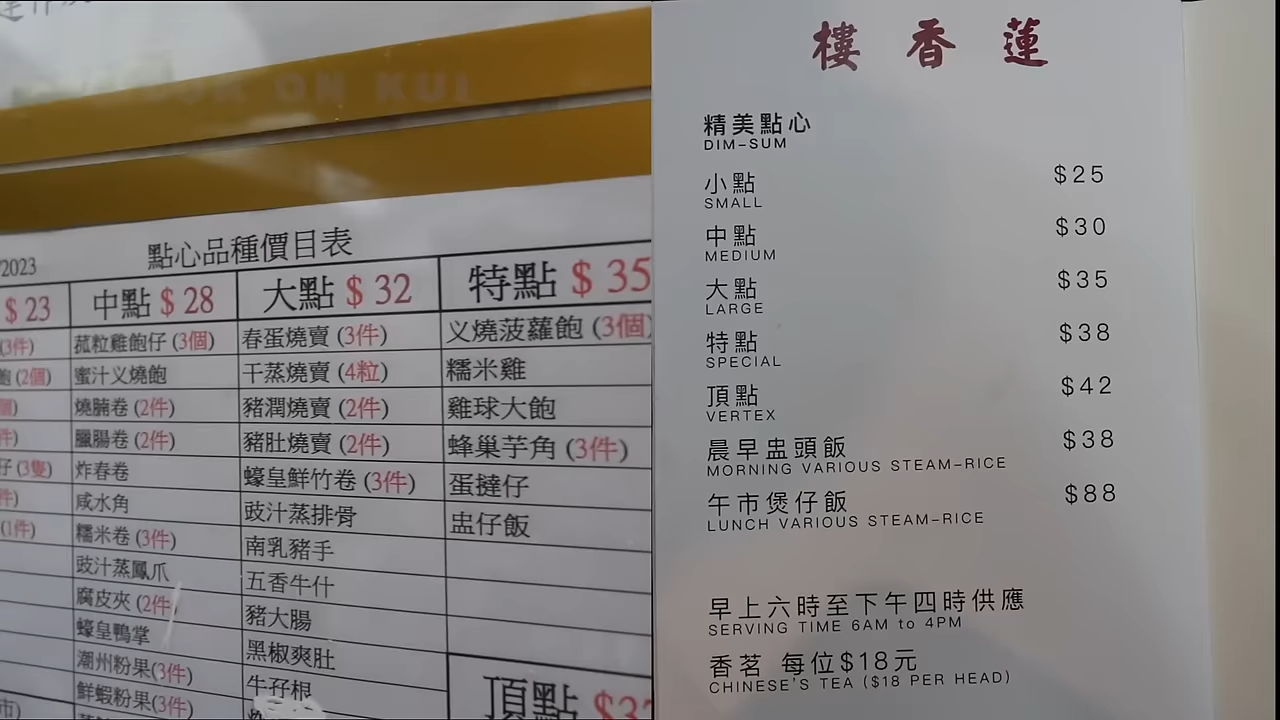 ON KUI
/2023
點心品種價目表
$ 23
中點 $ 28
大點 $ 32
特點 $ 35
(3件)
菰粒雞飽仔 (3個)
春蛋燒賣 (3件)
义燒菠蘿飽 (3個)
飽 (2個)
蜜汁义燒飽
干蒸燒賣 (4粒)
糯米雞
燒腩卷 (2件)
豬潤燒賣 (2件)
雞球大飽
臘腸卷 (2件)
豬肚燒賣 (2件)
蜂巢芋角 (3件)
仔 (3隻)
炸春卷
蠔皇鮮竹卷 (3件)
蛋撻仔
咸水角
豉汁蒸排骨
盅仔飯
(1件)
糯米卷 (3件)
南乳豬手
豉汁蒸鳳爪
五香牛什
腐皮夾 (2件)
豬大腸
蠔皇鴨掌
黑椒爽肚
潮州粉果(3件)
牛孖根
頂點
鮮蝦粉果(3件)
樓香蓮
精美點心
DIM-SUM
小點 $25
SMALL
中點 $30
MEDIUM
大點 $35
LARGE
特點 $38
SPECIAL
頂點 $42
VERTEX
晨早盅頭飯 $38
MORNING VARIOUS STEAM-RICE
午市煲仔飯 $88
LUNCH VARIOUS STEAM-RICE
早上六時至下午四時供應
SERVING TIME 6AM to 4PM
香茗 每位$18元
CHINESE'S TEA ($18 PER HEAD)